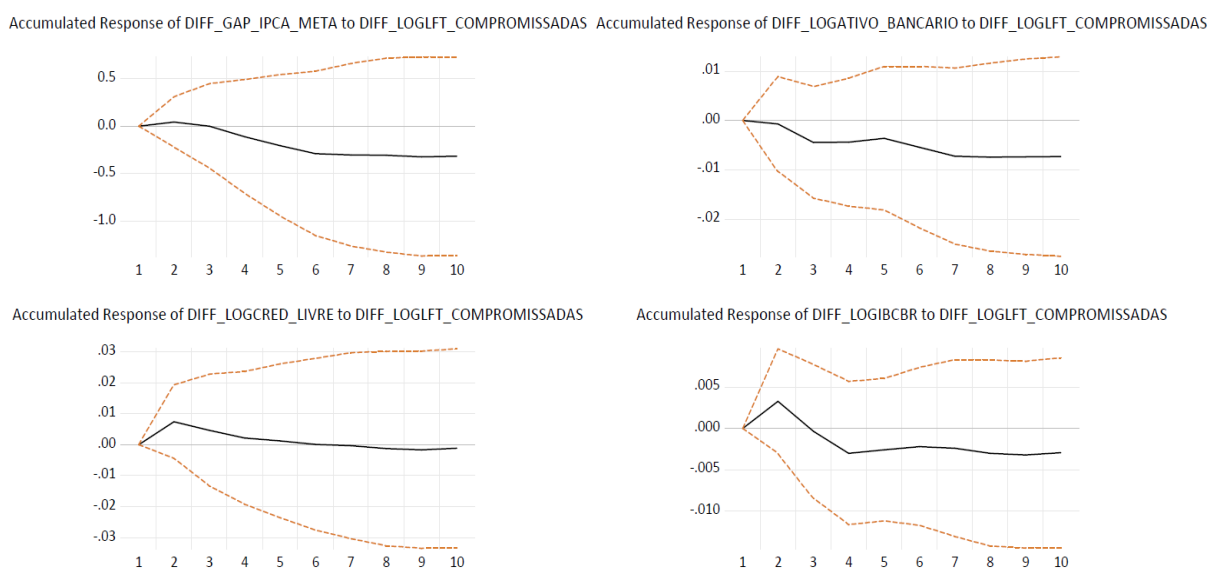 Accumulated Response of DIFF_GAP_IPCA_META to DIFF_LOGLFT_COMPROMISSADAS
0.5
0.0
-0.5
-1.0
1 2 3 4 5 6 7 8 9 10
Accumulated Response of DIFF_LOGATIVO_BANCARIO to DIFF_LOGLFT_COMPROMISSADAS
.01
.00
-.01
-.02
1 2 3 4 5 6 7 8 9 10
Accumulated Response of DIFF_LOGCRED_LIVRE to DIFF_LOGLFT_COMPROMISSADAS
.03
.02
.01
.00
-.01
-.02
-.03
1 2 3 4 5 6 7 8 9 10
Accumulated Response of DIFF_LOGIBCBR to DIFF_LOGLFT_COMPROMISSADAS
.005
.000
-.005
-.010
1 2 3 4 5 6 7 8 9 10